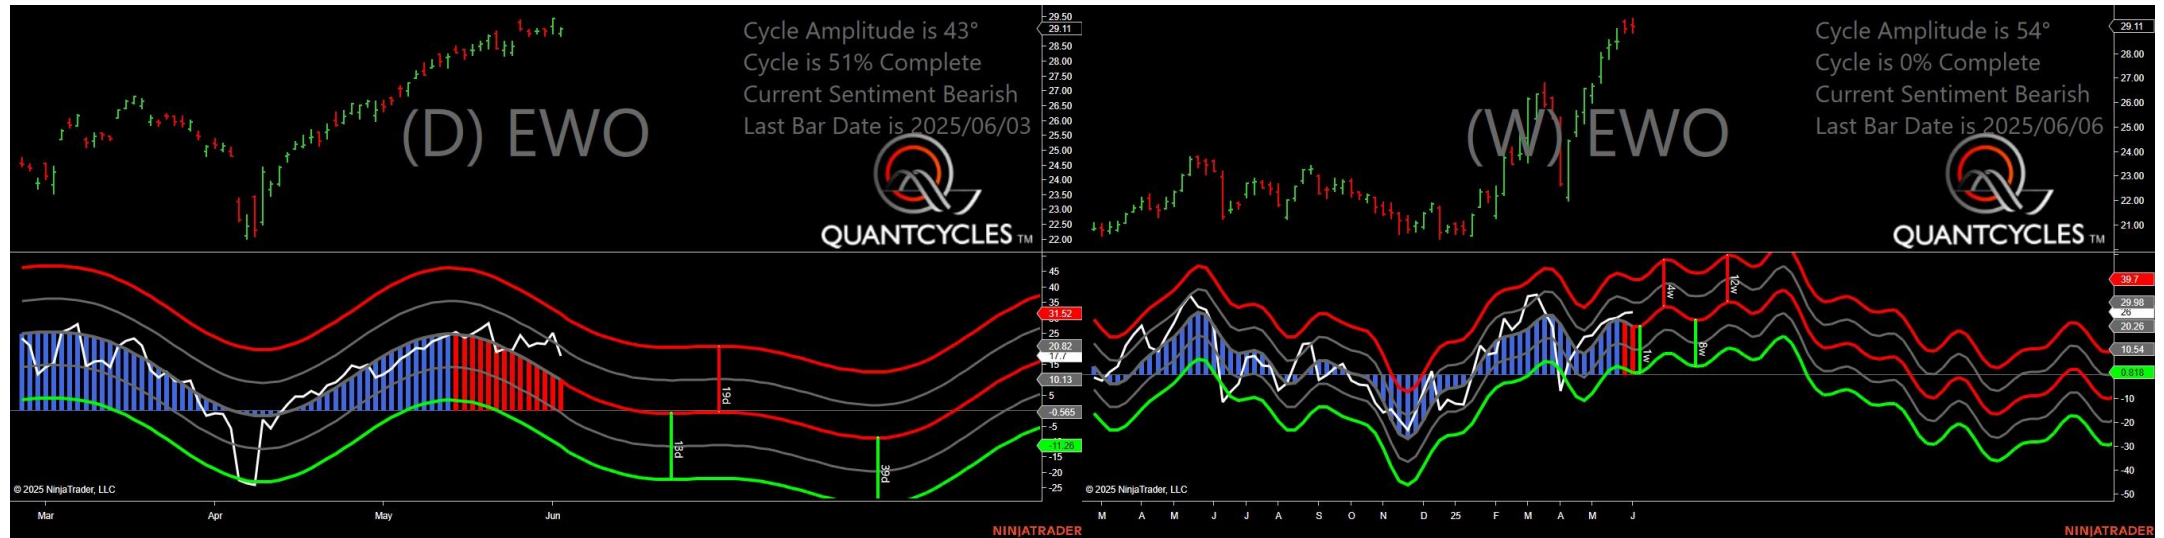 Cycle Amplitude is 43°
Cycle is 51% Complete
Current Sentiment Bearish
Last Bar Date is 2025/06/03
(D) EWO
QUANTCYCLES TM
29.50
29.11
28.50
28.00
27.50
27.00
26.50
26.00
25.50
25.00
24.50
24.00
23.50
23.00
22.50
22.00
45
40
35
31.52
25
20.82
17.7
15
10.13
5
-0.565
-5
-11.26
-15
-20
-25
19d
13d
39d
© 2025 NinjaTrader, LLC
Mar
Apr
May
Jun
NINJATRADER
Cycle Amplitude is 54°
Cycle is 0% Complete
Current Sentiment Bearish
Last Bar Date is 2025/06/06
(W) EWO
QUANTCYCLES TM
29.11
28.00
27.00
26.00
25.00
24.00
23.00
22.00
21.00
39.7
29.98
26
20.26
10.54
0.818
-10
-20
-30
-40
-50
4w
12w
1w
8w
© 2025 NinjaTrader, LLC
M
A
M
J
J
A
S
O
N
D
25
F
M
A
M
J
NINJATRADER